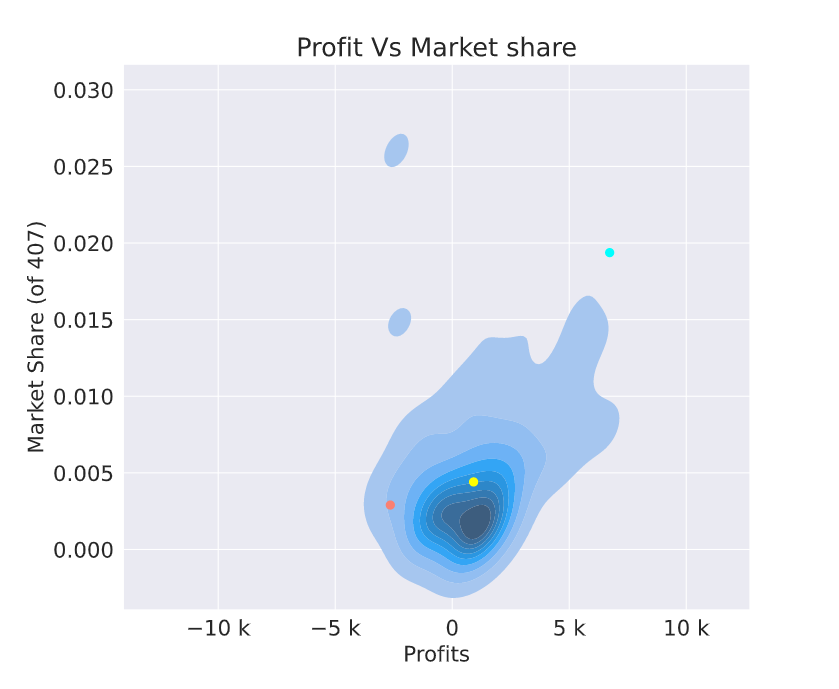 Profit Vs Market share
0.030
0.025
0.020
0.015
0.010
0.005
0.000
Market Share (of 407)
−10 k −5 k 0 5 k 10 k
Profits